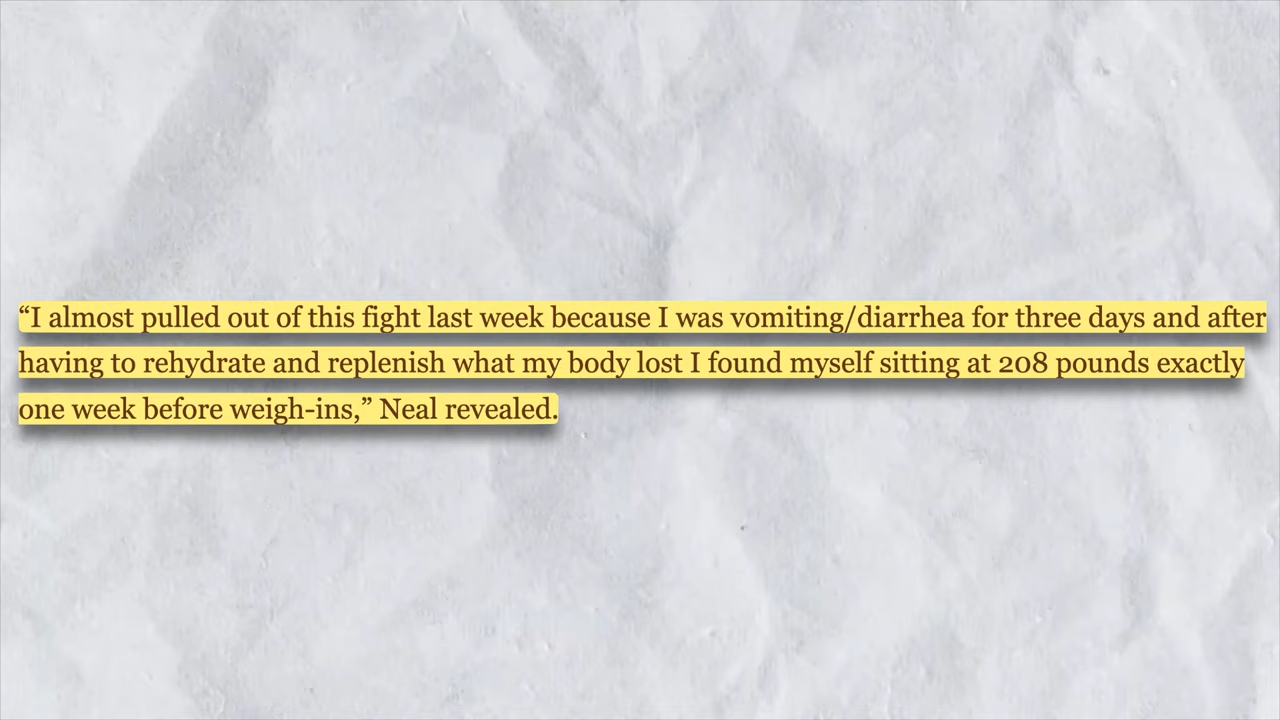 “I almost pulled out of this fight last week because I was vomiting/diarrhea for three days and after
having to rehydrate and replenish what my body lost I found myself sitting at 208 pounds exactly
one week before weigh-ins,” Neal revealed.